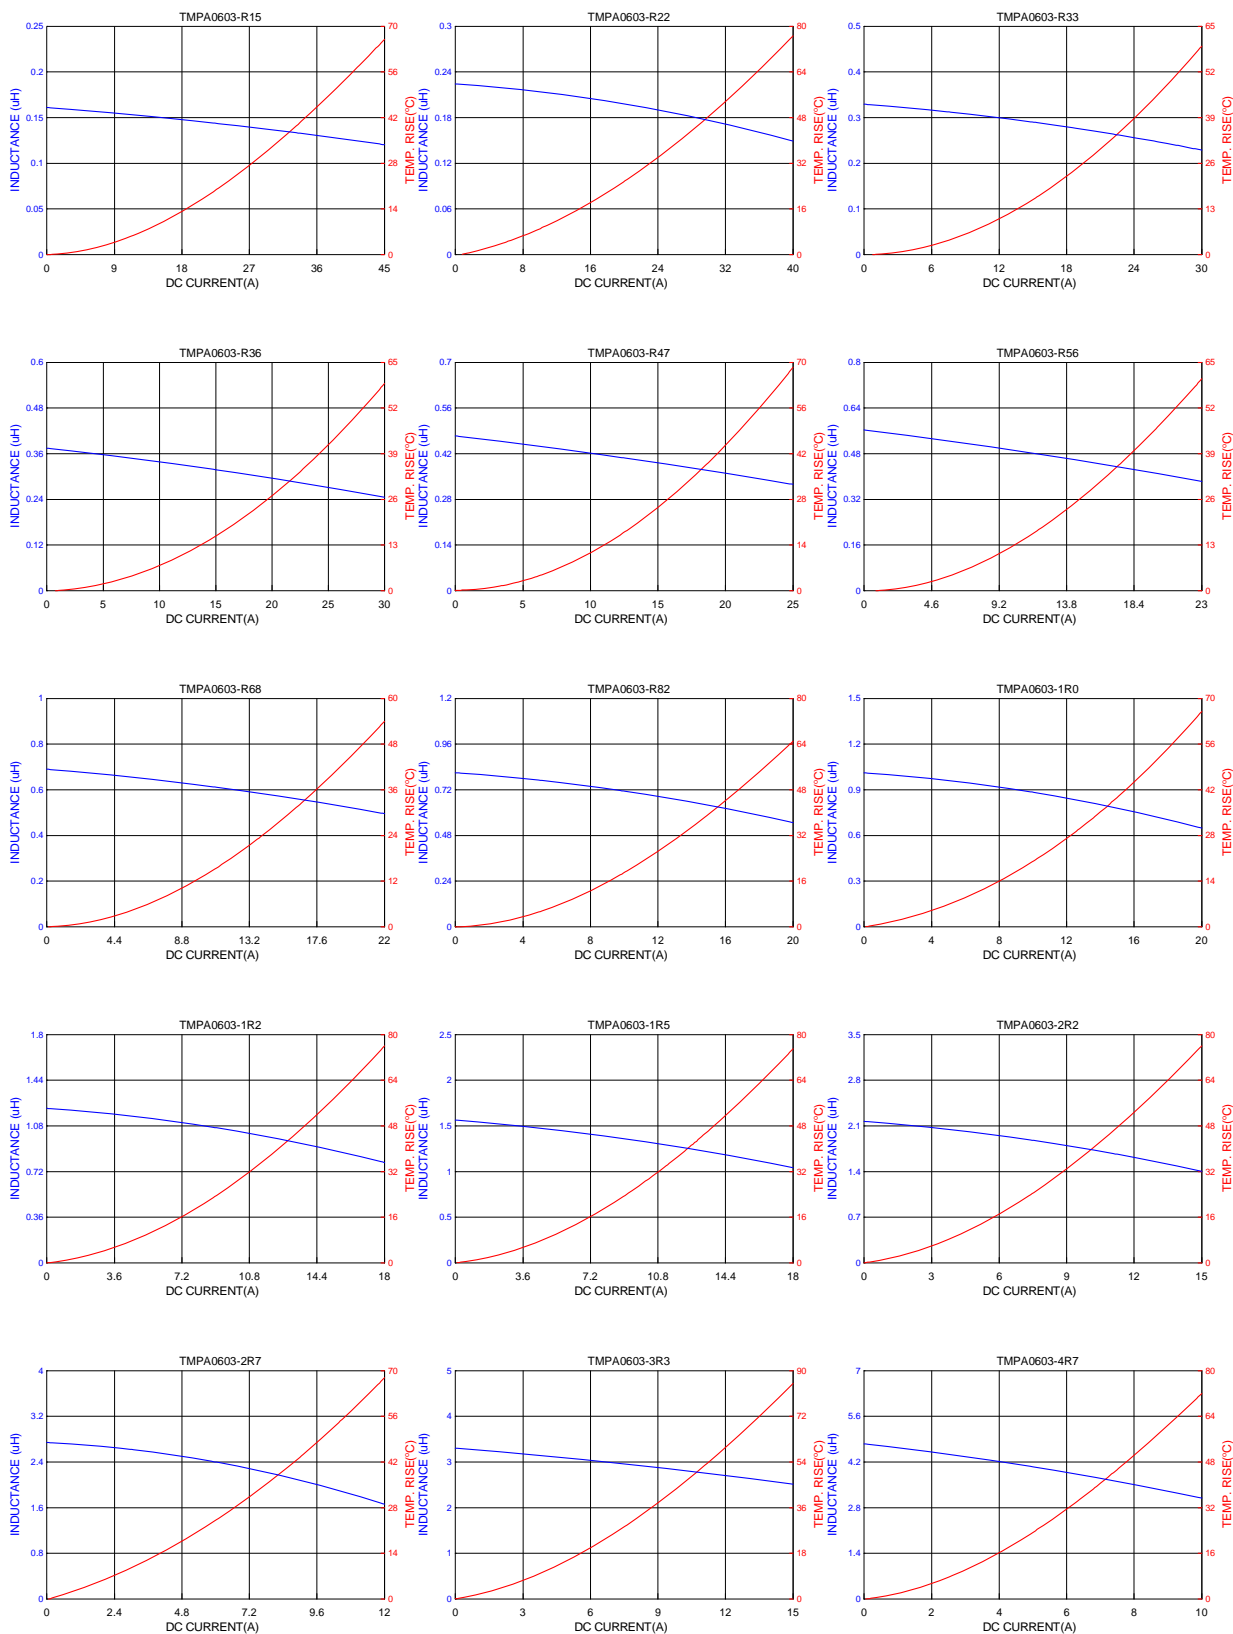 TMPA0603-R15
0.25
0.2
0.15
0.1
0.05
0
70
56
42
28
14
0
0 9 18 27 36 45
INDUCTANCE (uH)
TEMP. RISE(°C)
DC CURRENT(A)
TMPA0603-R22
0.3
0.24
0.18
0.12
0.06
0
80
64
48
32
16
0
0 8 16 24 32 40
INDUCTANCE (uH)
TEMP. RISE(°C)
DC CURRENT(A)
TMPA0603-R33
0.5
0.4
0.3
0.2
0.1
0
65
52
39
26
13
0
0 6 12 18 24 30
INDUCTANCE (uH)
TEMP. RISE(°C)
DC CURRENT(A)
TMPA0603-R36
0.6
0.48
0.36
0.24
0.12
0
65
52
39
26
13
0
0 5 10 15 20 25 30
INDUCTANCE (uH)
TEMP. RISE(°C)
DC CURRENT(A)
TMPA0603-R47
0.7
0.56
0.42
0.28
0.14
0
70
56
42
28
14
0
0 5 10 15 20 25
INDUCTANCE (uH)
TEMP. RISE(°C)
DC CURRENT(A)
TMPA0603-R56
0.8
0.64
0.48
0.32
0.16
0
65
52
39
26
13
0
0 4.6 9.2 13.8 18.4 23
INDUCTANCE (uH)
TEMP. RISE(°C)
DC CURRENT(A)
TMPA0603-R68
1
0.8
0.6
0.4
0.2
0
60
48
36
24
12
0
0 4.4 8.8 13.2 17.6 22
INDUCTANCE (uH)
TEMP. RISE(°C)
DC CURRENT(A)
TMPA0603-R82
1.2
0.96
0.72
0.48
0.24
0
80
64
48
32
16
0
0 4 8 12 16 20
INDUCTANCE (uH)
TEMP. RISE(°C)
DC CURRENT(A)
TMPA0603-1R0
1.5
1.2
0.9
0.6
0.3
0
70
56
42
28
14
0
0 4 8 12 16 20
INDUCTANCE (uH)
TEMP. RISE(°C)
DC CURRENT(A)
TMPA0603-1R2
1.8
1.44
1.08
0.72
0.36
0
80
64
48
32
16
0
0 3.6 7.2 10.8 14.4 18
INDUCTANCE (uH)
TEMP. RISE(°C)
DC CURRENT(A)
TMPA0603-1R5
2.5
2
1.5
1
0.5
0
80
64
48
32
16
0
0 3.6 7.2 10.8 14.4 18
INDUCTANCE (uH)
TEMP. RISE(°C)
DC CURRENT(A)
TMPA0603-2R2
3.5
2.8
2.1
1.4
0.7
0
80
64
48
32
16
0
0 3 6 9 12 15
INDUCTANCE (uH)
TEMP. RISE(°C)
DC CURRENT(A)
TMPA0603-2R7
4
3.2
2.4
1.6
0.8
0
70
56
42
28
14
0
0 2.4 4.8 7.2 9.6 12
INDUCTANCE (uH)
TEMP. RISE(°C)
DC CURRENT(A)
TMPA0603-3R3
5
4
3
2
1
0
90
72
54
36
18
0
0 3 6 9 12 15
INDUCTANCE (uH)
TEMP. RISE(°C)
DC CURRENT(A)
TMPA0603-4R7
7
5.6
4.2
2.8
1.4
0
80
64
48
32
16
0
0 2 4 6 8 10
INDUCTANCE (uH)
TEMP. RISE(°C)
DC CURRENT(A)